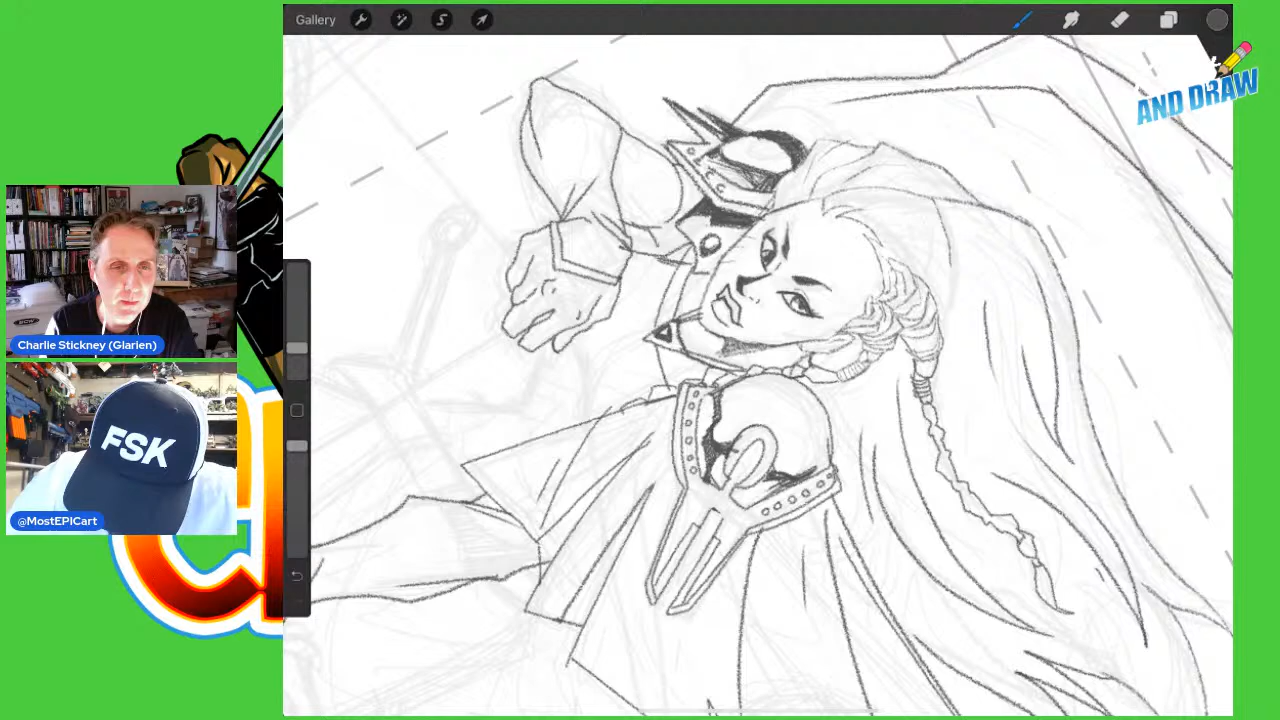 Gallery
AND DRAW
Charlie Stickney (Glarien)
FSK
@MostEPICart